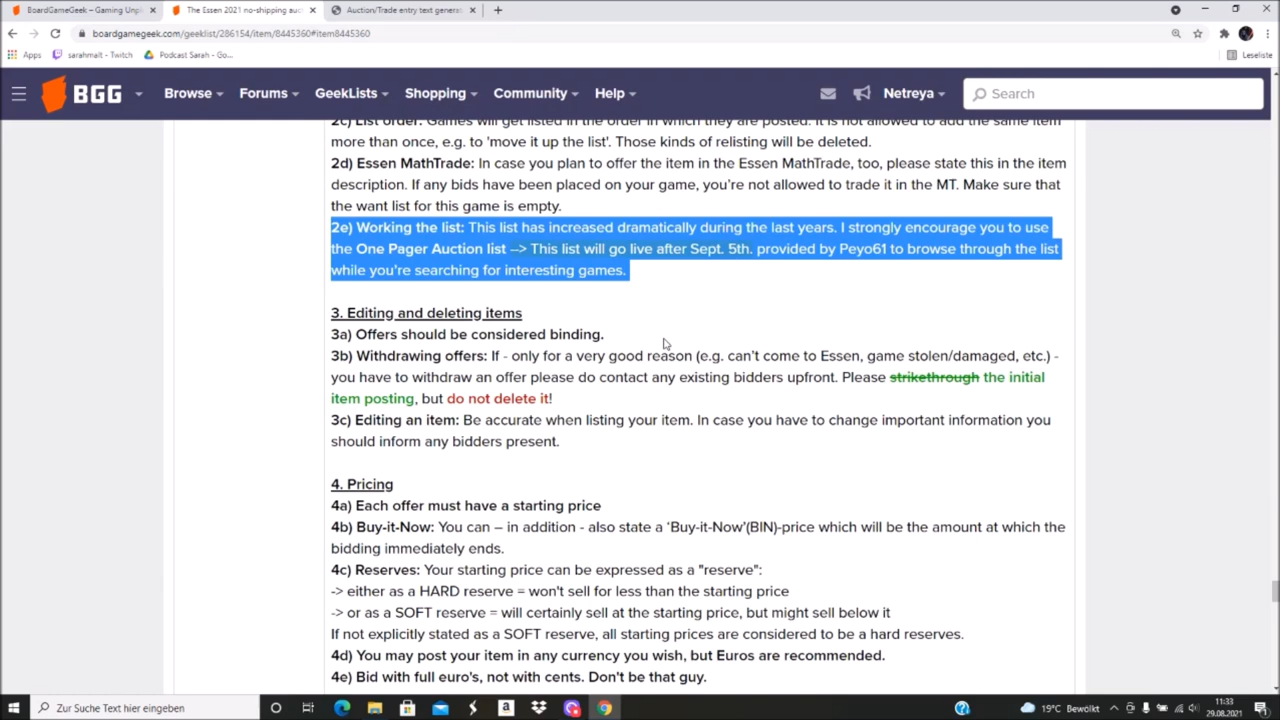 BoardGameGeek – Gaming Unpl
The Essen 2021 no-shipping auc
Auction/Trade entry text generat
boardgamegeek.com/geeklist/286154/item/8445360#item8445360
Apps
sarahmalt - Twitch
Podcast Sarah - Go...
Leseliste
BGG
Browse
Forums
GeekLists
Shopping
Community
Help
Netreya
Search
2c) List order: Games will get listed in the order in which they are posted. It is not allowed to add the same item
more than once, e.g. to 'move it up the list'. Those kinds of relisting will be deleted.
2d) Essen MathTrade: In case you plan to offer the item in the Essen MathTrade, too, please state this in the item
description. If any bids have been placed on your game, you're not allowed to trade it in the MT. Make sure that
the want list for this game is empty.
2e) Working the list: This list has increased dramatically during the last years. I strongly encourage you to use
the One Pager Auction list --> This list will go live after Sept. 5th. provided by Peyo61 to browse through the list
while you're searching for interesting games.
3. Editing and deleting items
3a) Offers should be considered binding.
3b) Withdrawing offers: If - only for a very good reason (e.g. can't come to Essen, game stolen/damaged, etc.) -
you have to withdraw an offer please do contact any existing bidders upfront. Please strikethrough the initial
item posting, but do not delete it!
3c) Editing an item: Be accurate when listing your item. In case you have to change important information you
should inform any bidders present.
4. Pricing
4a) Each offer must have a starting price
4b) Buy-it-Now: You can – in addition - also state a 'Buy-it-Now'(BIN)-price which will be the amount at which the
bidding immediately ends.
4c) Reserves: Your starting price can be expressed as a "reserve":
-> either as a HARD reserve = won't sell for less than the starting price
-> or as a SOFT reserve = will certainly sell at the starting price, but might sell below it
If not explicitly stated as a SOFT reserve, all starting prices are considered to be a hard reserves.
4d) You may post your item in any currency you wish, but Euros are recommended.
4e) Bid with full euro's, not with cents. Don't be that guy.
Zur Suche Text hier eingeben
19°C Bewölkt
11:33
29.08.2021